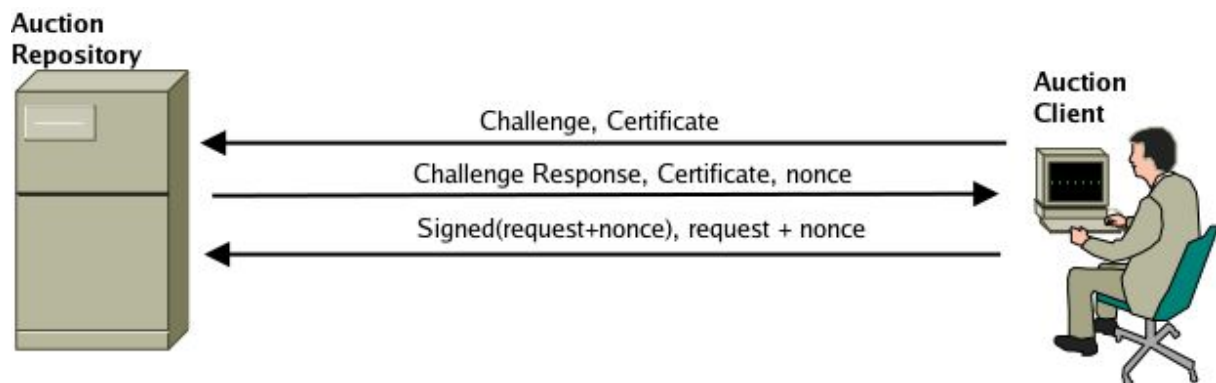 Auction
Repository
Auction
Client
Challenge, Certificate
Challenge Response, Certificate, nonce
Signed(request+nonce), request + nonce